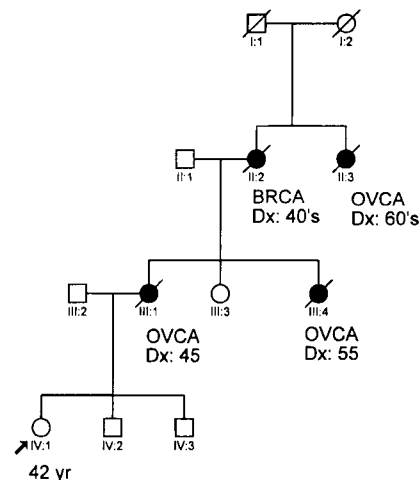 I:1 I:2
II:1 II:2 II:3
BRCA OVCA
Dx: 40's Dx: 60's
III:2 III:1 III:3 III:4
OVCA OVCA
Dx: 45 Dx: 55
IV:1 IV:2 IV:3
42 yr